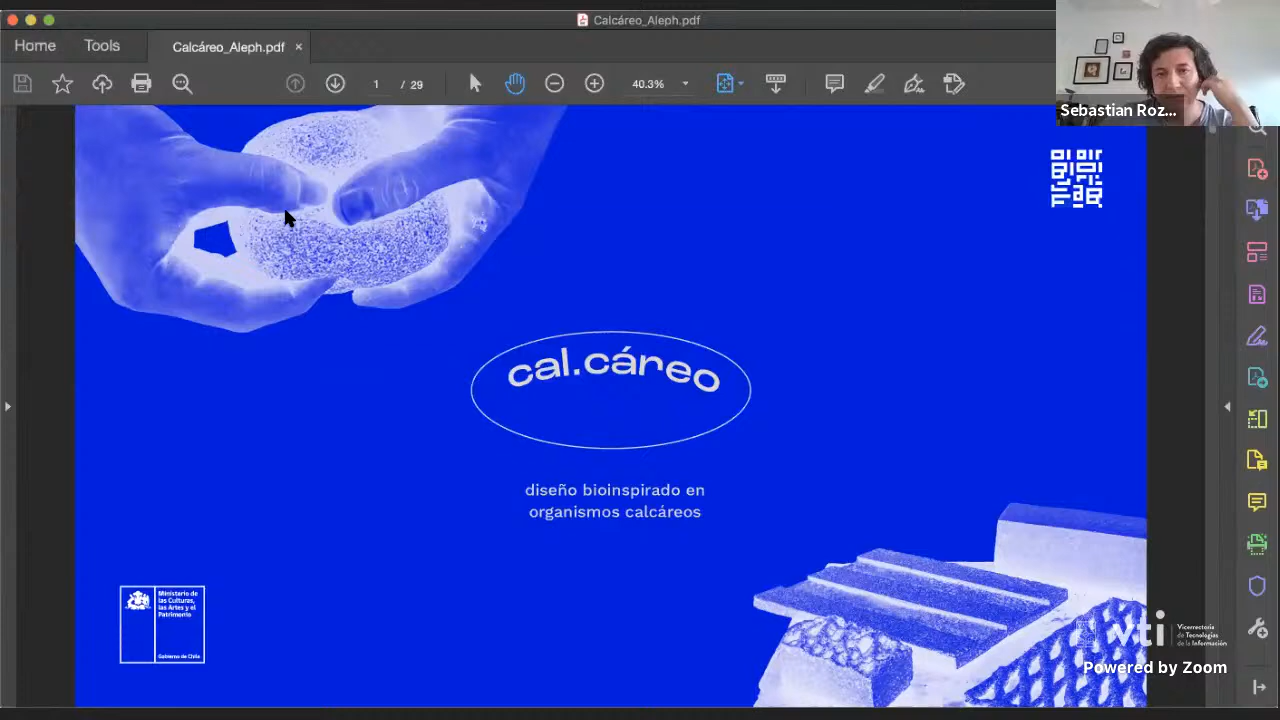 Calcáreo_Aleph.pdf
Home
Tools
Calcáreo_Aleph.pdf ×
1 / 29
40.3%
Sebastian Roz...
cal.cáreo
diseño bioinspirado en
organismos calcáreos
Ministerio de
las Culturas,
las Artes y el
Patrimonio
Gobierno de Chile
vti
Vicerrectoría
de Tecnologías
de la Información
Powered by Zoom